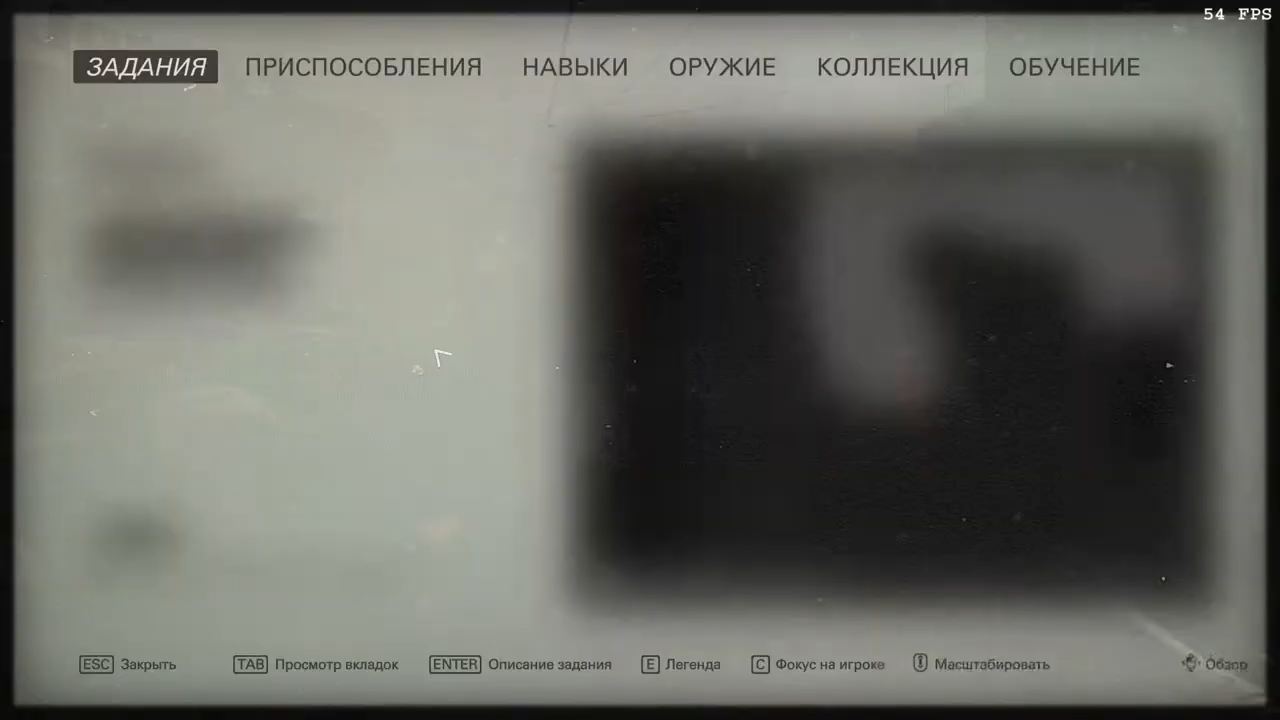 54 FPS
ЗАДАНИЯ ПРИСПОСОБЛЕНИЯ НАВЫКИ ОРУЖИЕ КОЛЛЕКЦИЯ ОБУЧЕНИЕ
ESC Закрыть TAB Просмотр вкладок ENTER Описание задания E Легенда C Фокус на игроке Масштабировать Обзор